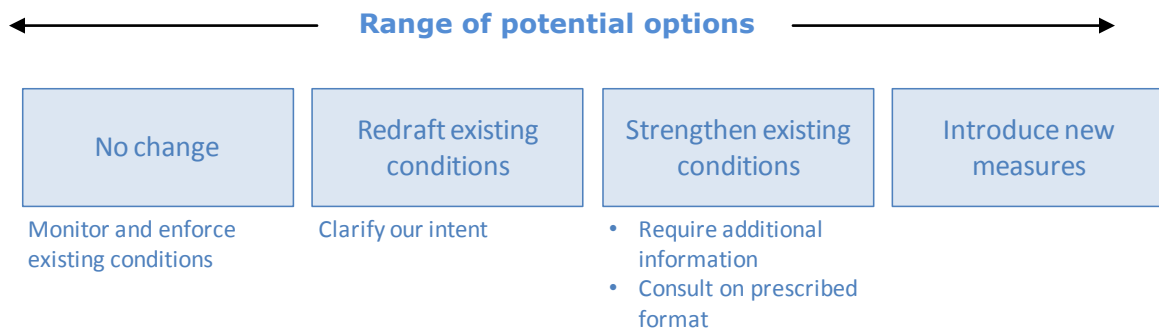 Range of potential options
No change
Redraft existing
conditions
Strengthen existing
conditions
Introduce new
measures
Monitor and enforce
existing conditions
Clarify our intent
• Require additional
information
• Consult on prescribed
format